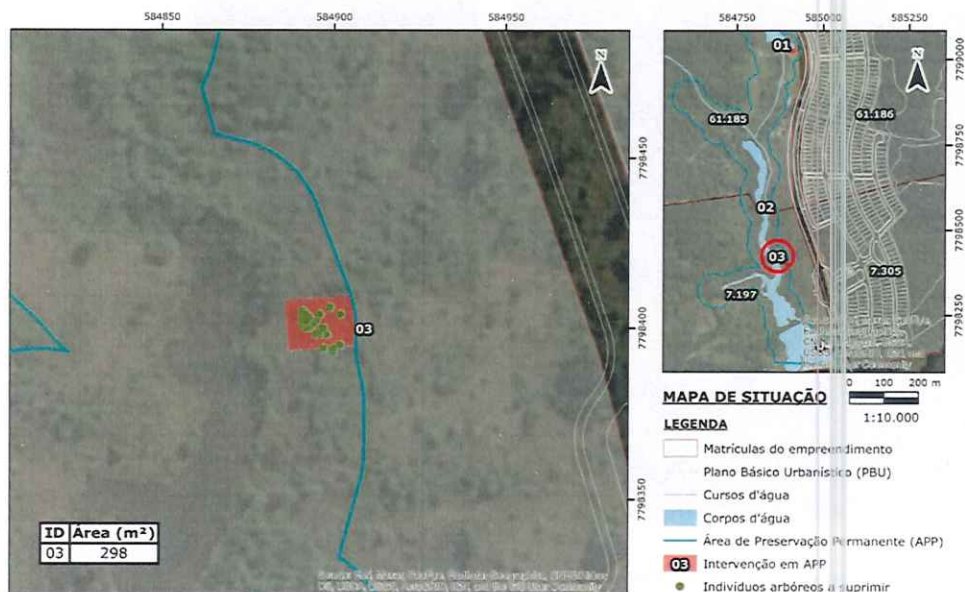 584850
584900
584950
N
7798450
7798400
7798350
03
ID Área (m²)
03 298
584750
585000
585250
N
7799000
7798750
7798500
7798250
01
61.185
61.186
02
03
7.305
7.197
MAPA DE SITUAÇÃO
0 100 200 m
1:10.000
LEGENDA
Matrículas do empreendimento
Plano Básico Urbanístico (PBU)
Cursos d'água
Corpos d'água
Área de Preservação Permanente (APP)
03 Intervenção em APP
Indivíduos arbóreos a suprimir